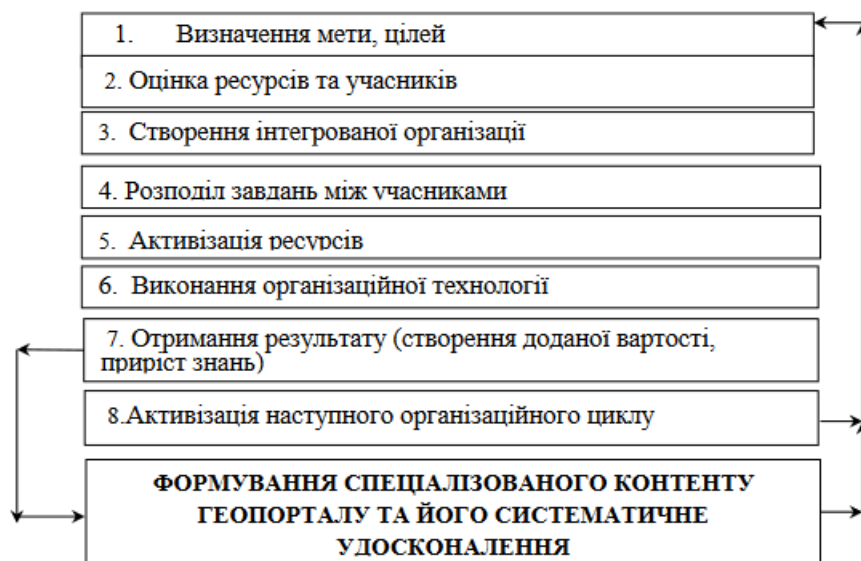 1. Визначення мети, цілей
2. Оцінка ресурсів та учасників
3. Створення інтегрованої організації
4. Розподіл завдань між учасниками
5. Активізація ресурсів
6. Виконання організаційної технології
7. Отримання результату (створення доданої вартості,
приріст знань)
8.Активізація наступного організаційного циклу
ФОРМУВАННЯ СПЕЦІАЛІЗОВАНОГО КОНТЕНТУ
ГЕОПОРТАЛУ ТА ЙОГО СИСТЕМАТИЧНЕ
УДОСКОНАЛЕННЯ